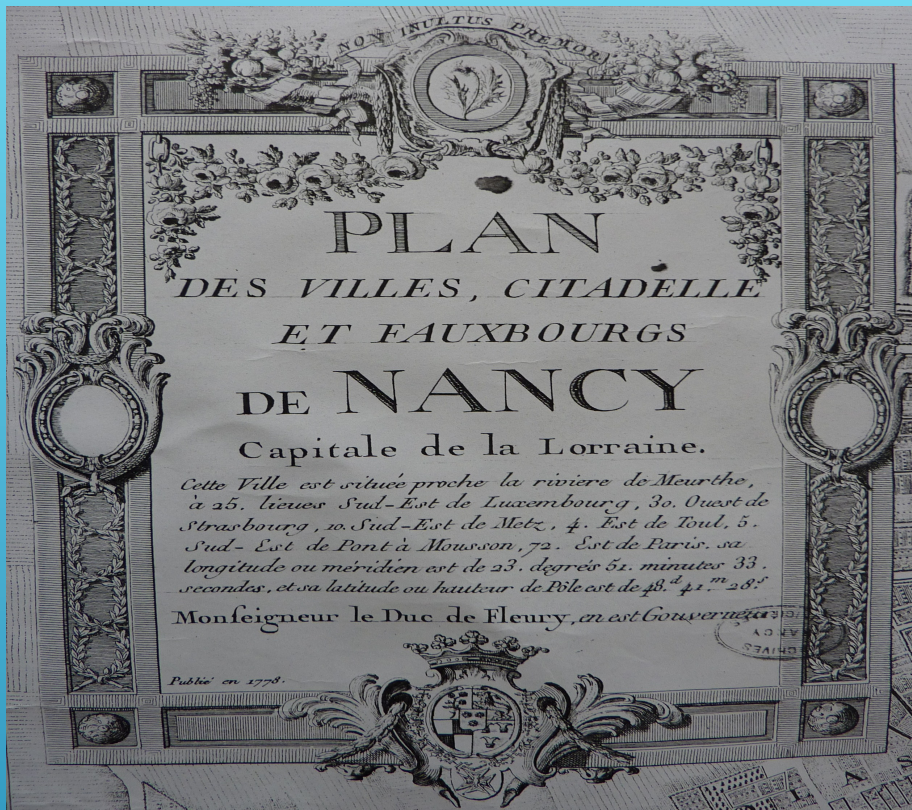 NON INULTUS PREMOR
PLAN
DES VILLES, CITADELLE
ET FAUXBOURGS
DE NANCY
Capitale de la Lorraine.
Cette Ville est située proche la riviere de Meurthe,
à 25. lieues Sud-Est de Luxembourg, 30. Ouest de
Strasbourg, 10. Sud-Est de Metz, 4. Est de Toul, 5.
Sud-Est de Pont à Mousson, 72. Est de Paris. sa
longitude ou méridien est de 23. degrés 51. minutes 33.
secondes, et sa latitude ou hauteur de Pôle est de 48.d 41.m 28.s
Monſeigneur le Duc de Fleury, en est Gouverneur
Publié en 1778.